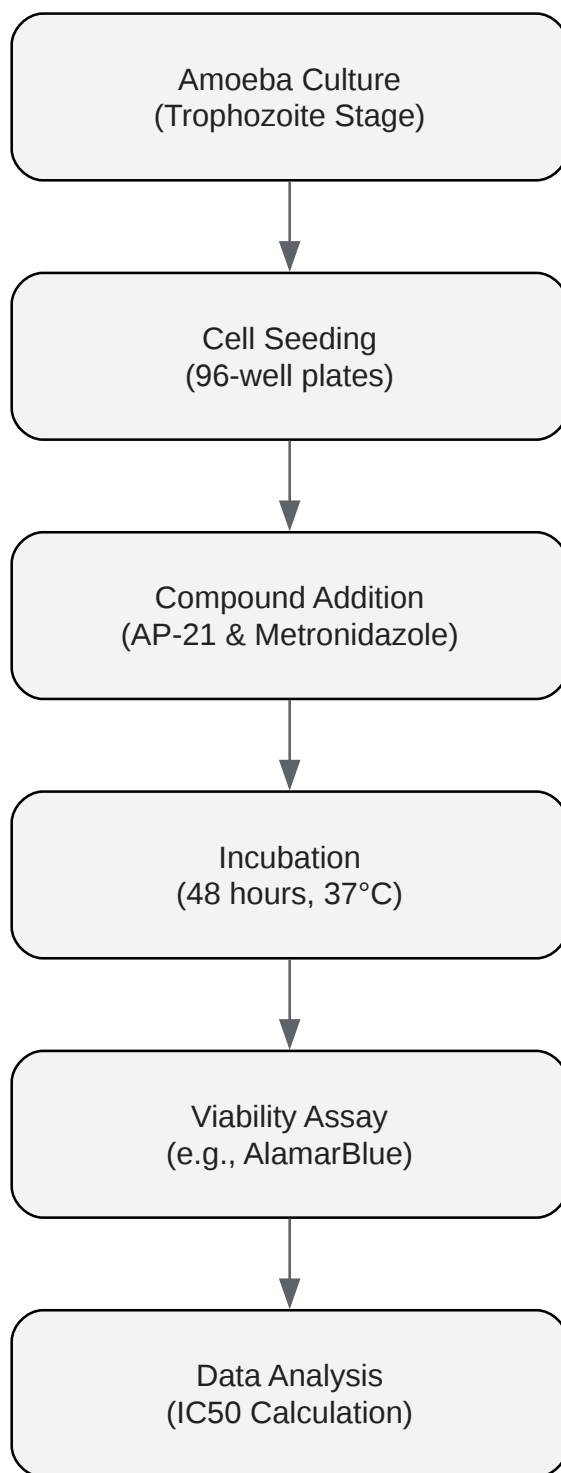 Amoeba Culture
(Trophozoite Stage)
Cell Seeding
(96-well plates)
Compound Addition
(AP-21 & Metronidazole)
Incubation
(48 hours, 37°C)
Viability Assay
(e.g., AlamarBlue)
Data Analysis
(IC50 Calculation)